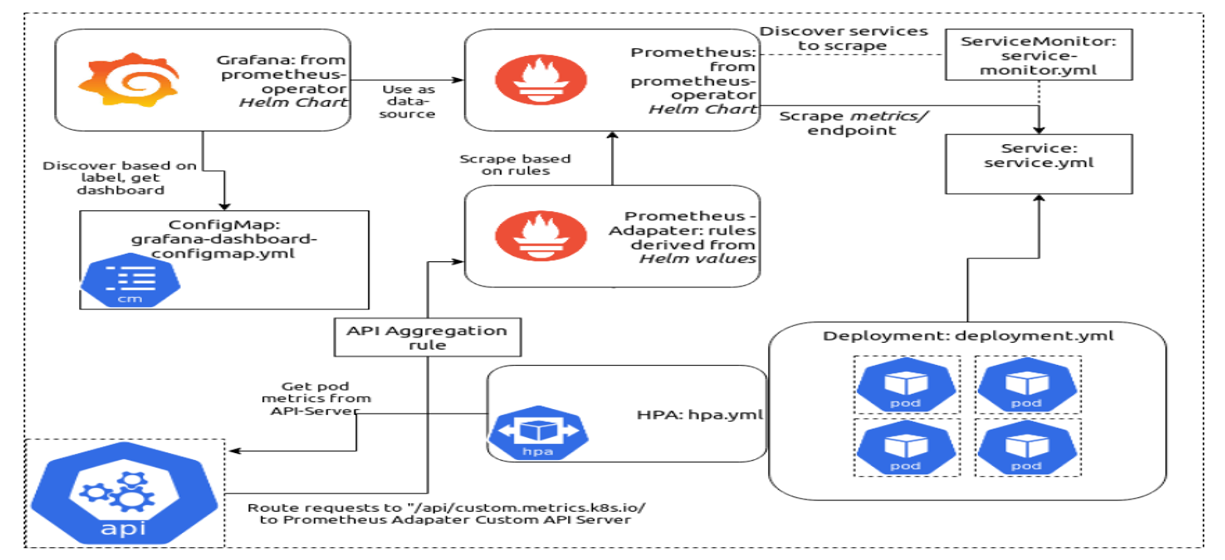 Grafana: from
prometheus-
operator
Helm Chart
Use as
data-
source
Prometheus:
from
prometheus-
operator
Helm Chart
Discover services
to scrape
ServiceMonitor:
service-
monitor.yml
Scrape metrics/
endpoint
Service:
service.yml
Discover based on
label, get
dashboard
Scrape based
on rules
ConfigMap:
grafana-dashboard-
configmap.yml
cm
Prometheus -
Adapater: rules
derived from
Helm values
API Aggregation
rule
Deployment: deployment.yml
pod
pod
pod
pod
Get pod
metrics from
API-Server
HPA: hpa.yml
hpa
api
Route requests to "/api/custom.metrics.k8s.io/
to Prometheus Adapater Custom API Server